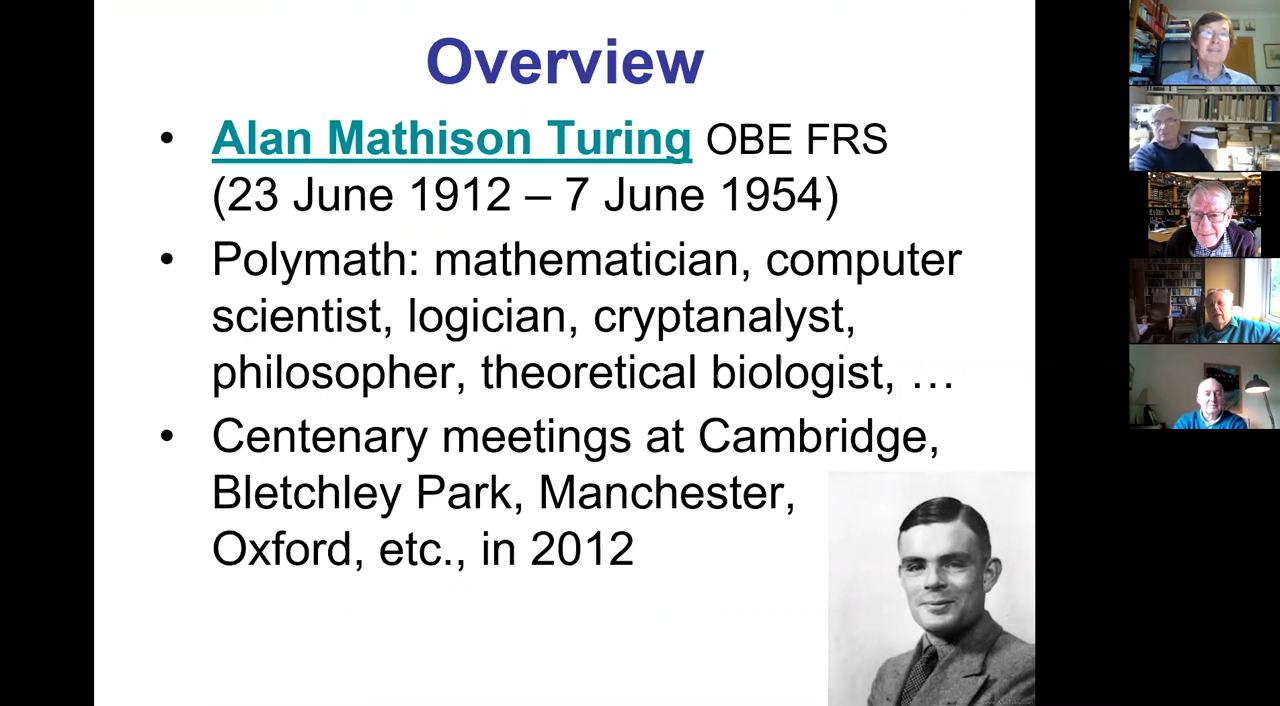 Overview
• Alan Mathison Turing OBE FRS
(23 June 1912 – 7 June 1954)
• Polymath: mathematician, computer
scientist, logician, cryptanalyst,
philosopher, theoretical biologist, …
• Centenary meetings at Cambridge,
Bletchley Park, Manchester,
Oxford, etc., in 2012